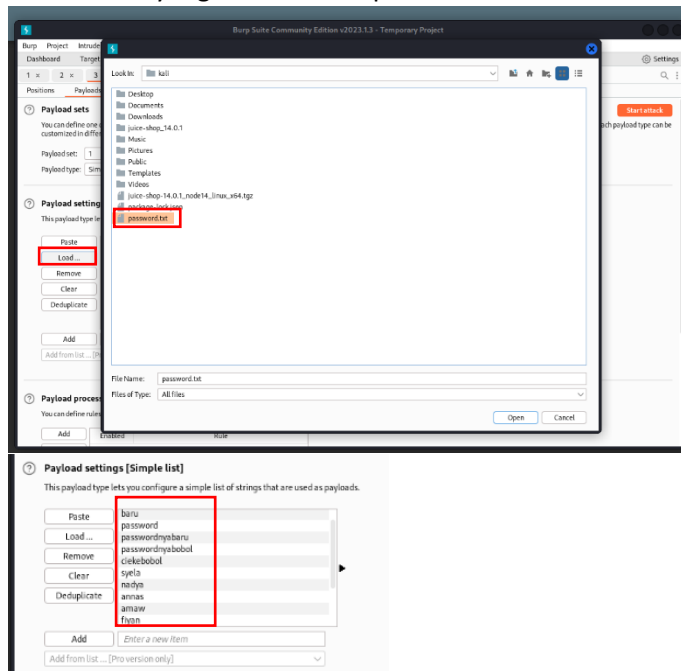 Burp Suite Community Edition v2023.1.3 - Temporary Project
Burp Project Intrude
Dashboard Target
Settings
1 × 2 × 3
Positions Payloads
Look In: kali
Payload sets
Start attack
You can define one
ach payload type can be
customized in differ
Payload set: 1
Payload type: Sim
Desktop
Documents
Downloads
juice-shop_14.0.1
Music
Pictures
Public
Templates
Videos
juice-shop-14.0.1_node14_linux_x64.tgz
package-lock.json
password.txt
Payload setting
This payload type le
Paste
Load ...
Remove
Clear
Deduplicate
Add
Add from list ... [Pr
File Name: password.txt
Files of Type: All files
Open Cancel
Payload process
You can define rules
Add Enabled Rule
Payload settings [Simple list]
This payload type lets you configure a simple list of strings that are used as payloads.
Paste
Load ...
Remove
Clear
Deduplicate
baru
password
passwordnyabaru
passwordnyabobol
ciekebobol
syela
nadya
annas
amaw
fiyan
Add Enter a new item
Add from list ... [Pro version only]